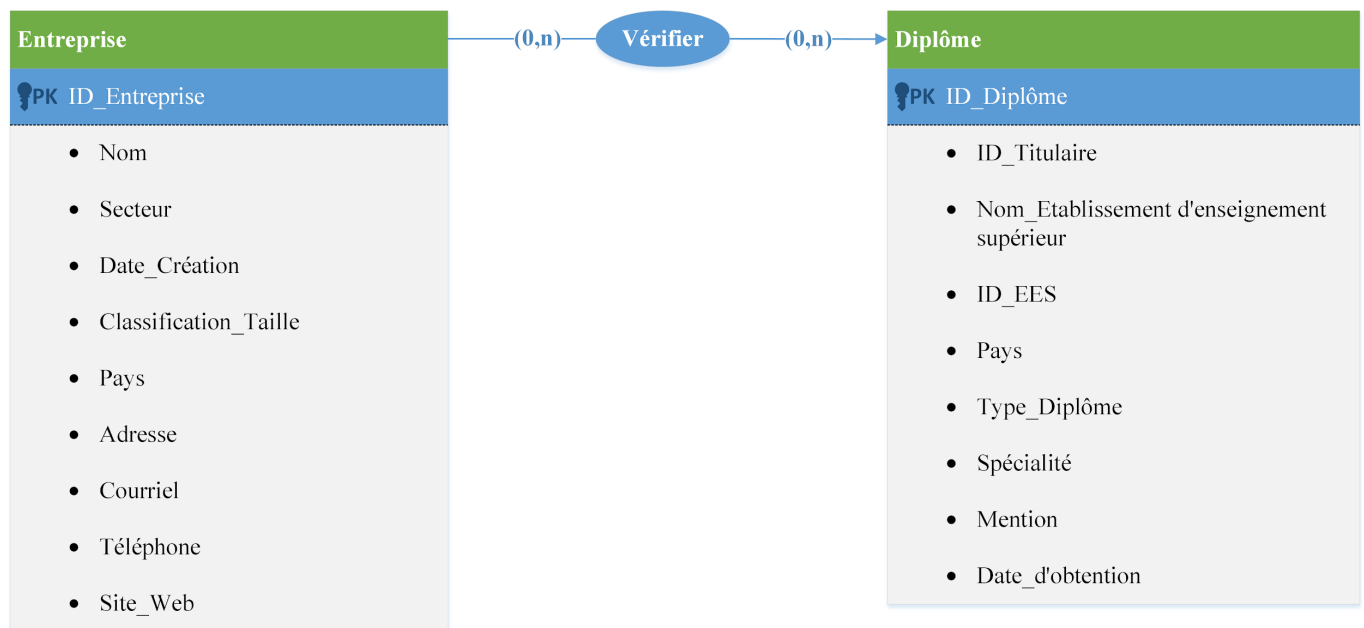 Entreprise
PK ID_Entreprise
• Nom
• Secteur
• Date_Création
• Classification_Taille
• Pays
• Adresse
• Courriel
• Téléphone
• Site_Web
(0,n)
Vérifier
(0,n)
Diplôme
PK ID_Diplôme
• ID_Titulaire
• Nom_Etablissement d'enseignement
supérieur
• ID_EES
• Pays
• Type_Diplôme
• Spécialité
• Mention
• Date_d'obtention